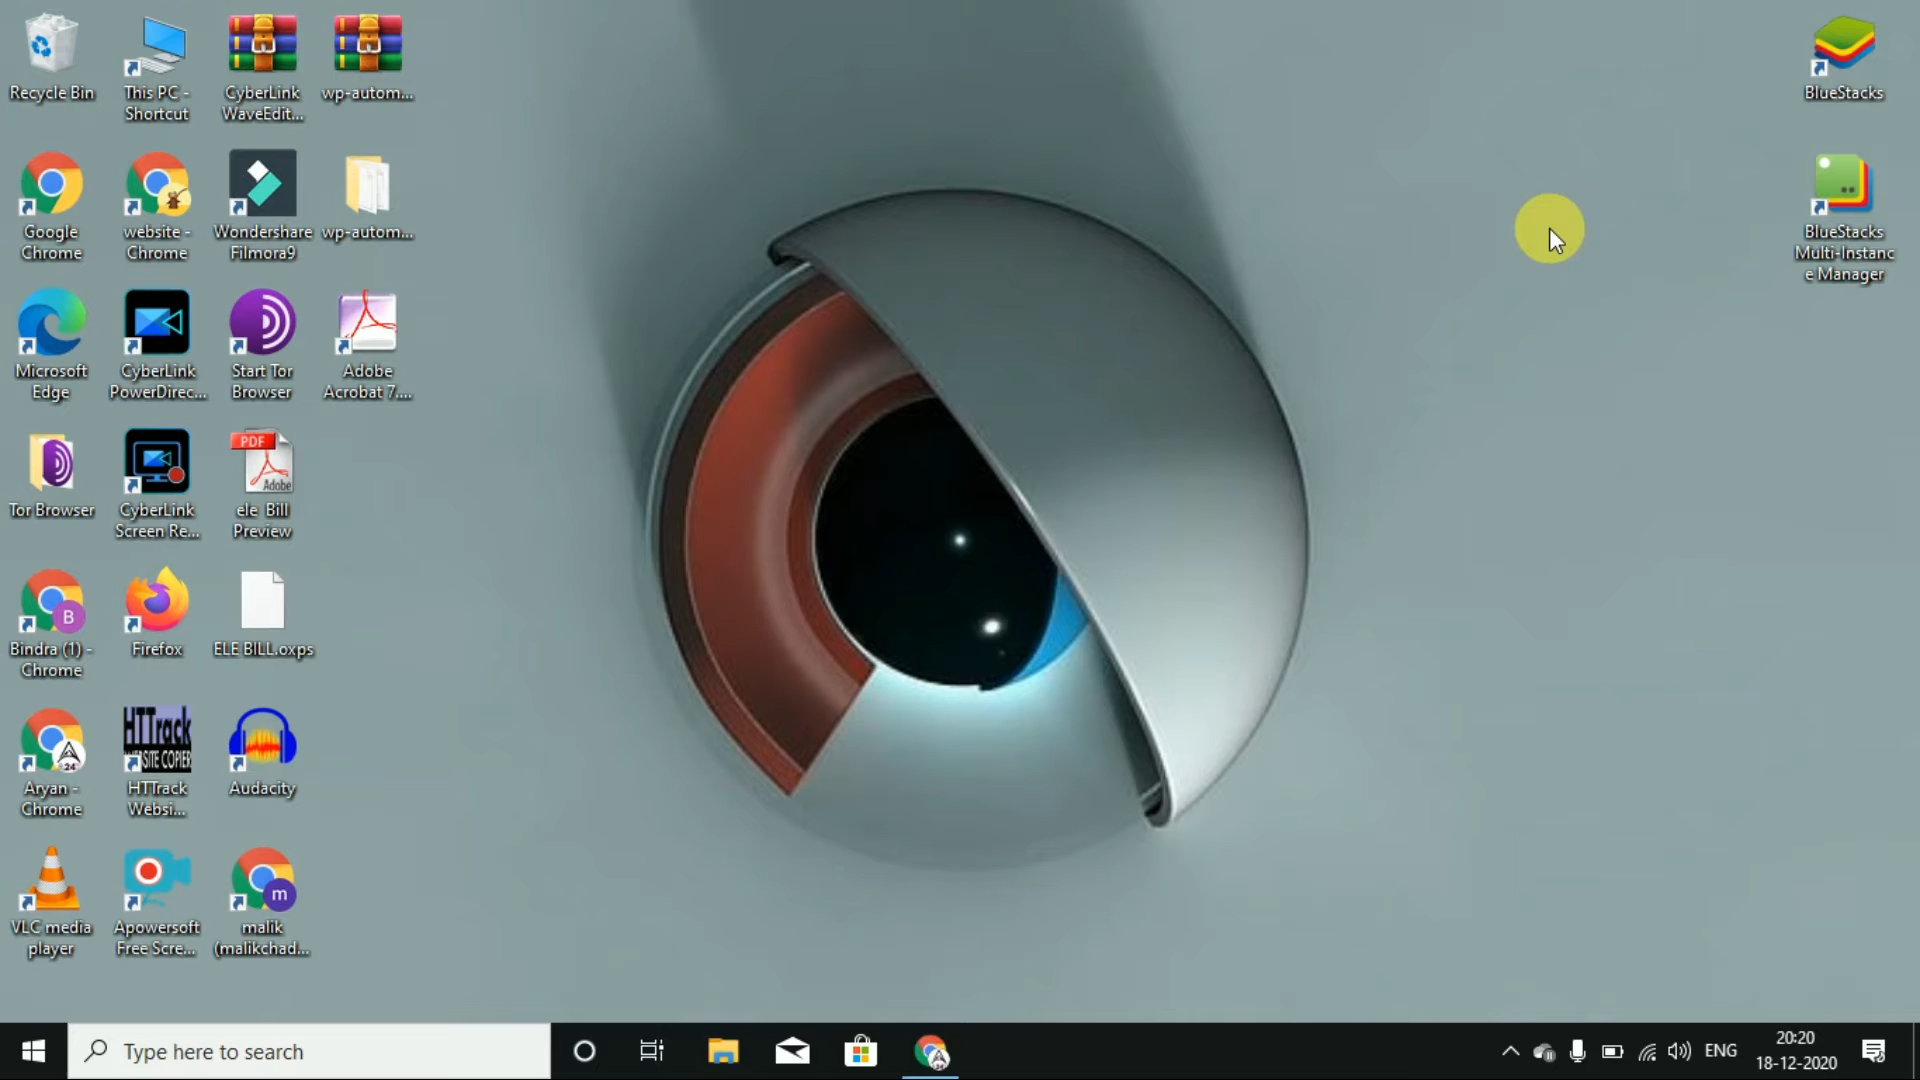 Recycle Bin
This PC -
Shortcut
CyberLink
WaveEdit...
wp-autom...
BlueStacks
Google
Chrome
website -
Chrome
Wondershare
Filmora9
wp-autom...
BlueStacks
Multi-Instanc
e Manager
Microsoft
Edge
CyberLink
PowerDirec...
Start Tor
Browser
Adobe
Acrobat 7....
PDF
Adobe
Tor Browser
CyberLink
Screen Re...
ele Bill
Preview
B
Bindra (1) -
Chrome
Firefox
ELE BILL.oxps
24
HTTrack
WEBSITE COPIER
Aryan -
Chrome
HTTrack
Websi...
Audacity
m
VLC media
player
Apowersoft
Free Scre...
malik
(malikchad...
Type here to search
ENG
20:20
18-12-2020